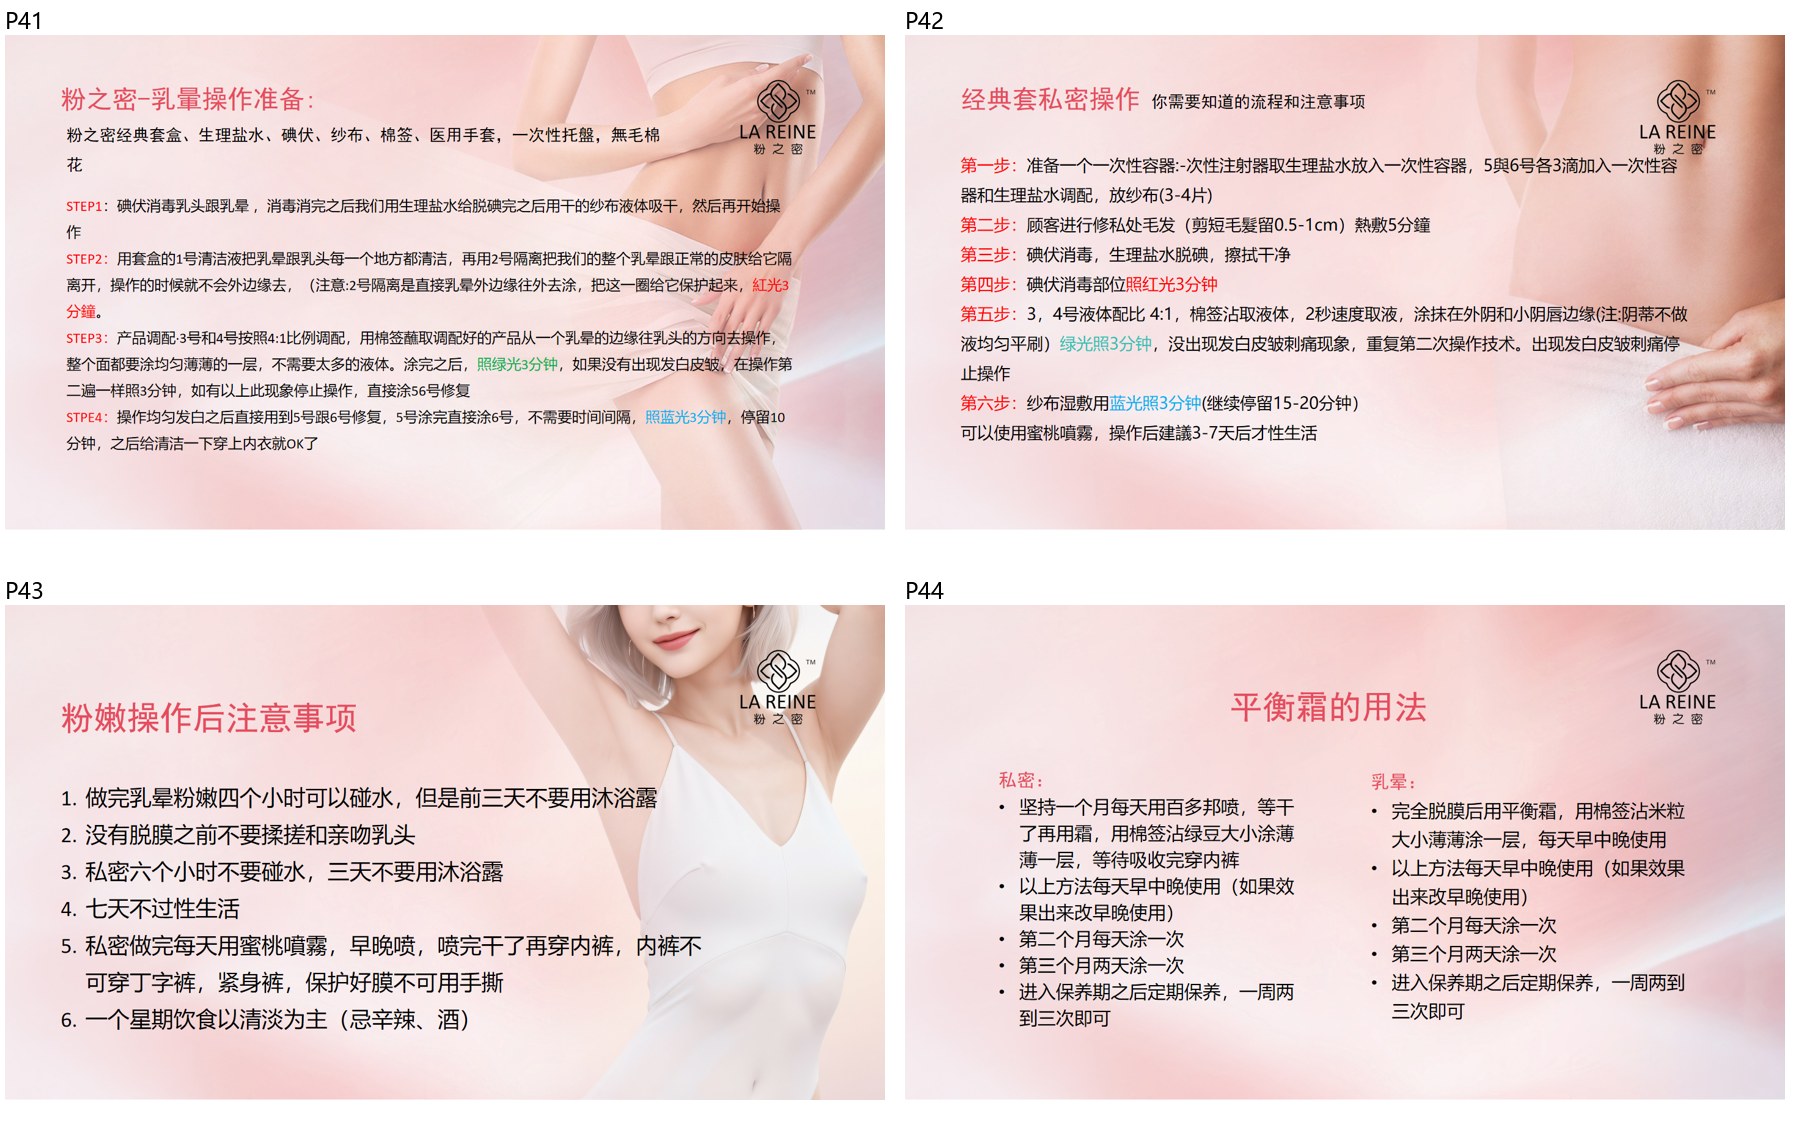 P41
粉之密-乳晕操作准备：
TM
LA REINE
粉之密
粉之密经典套盒、生理盐水、碘伏、纱布、棉签、医用手套，一次性托盤，無毛棉
花
STEP1：碘伏消毒乳头跟乳晕 ，消毒消完之后我们用生理盐水给脱碘完之后用干的纱布液体吸干，然后再开始操
作
STEP2：用套盒的1号清洁液把乳晕跟乳头每一个地方都清洁，再用2号隔离把我们的整个乳晕跟正常的皮肤给它隔
离开，操作的时候就不会外边缘去，（注意:2号隔离是直接乳晕外边缘往外去涂，把这一圈给它保护起来，紅光3
分鐘。
STEP3：产品调配·3号和4号按照4:1比例调配，用棉签蘸取调配好的产品从一个乳晕的边缘往乳头的方向去操作，
整个面都要涂均匀薄薄的一层，不需要太多的液体。涂完之后，照绿光3分钟，如果没有出现发白皮皱，在操作第
二遍一样照3分钟，如有以上此现象停止操作，直接涂56号修复
STPE4：操作均匀发白之后直接用到5号跟6号修复，5号涂完直接涂6号，不需要时间间隔，照蓝光3分钟，停留10
分钟，之后给清洁一下穿上内衣就OK了
P42
经典套私密操作 你需要知道的流程和注意事项
TM
LA REINE
粉之密
第一步：准备一个一次性容器:-次性注射器取生理盐水放入一次性容器，5與6号各3滴加入一次性容
器和生理盐水调配，放纱布(3-4片)
第二步：顾客进行修私处毛发（剪短毛髮留0.5-1cm）熱敷5分鐘
第三步：碘伏消毒，生理盐水脱碘，擦拭干净
第四步：碘伏消毒部位照红光3分钟
第五步：3，4号液体配比 4:1，棉签沾取液体，2秒速度取液，涂抹在外阴和小阴唇边缘(注:阴蒂不做
液均匀平刷）绿光照3分钟，没出现发白皮皱刺痛现象，重复第二次操作技术。出现发白皮皱刺痛停
止操作
第六步：纱布湿敷用蓝光照3分钟(继续停留15-20分钟）
可以使用蜜桃噴霧，操作后建議3-7天后才性生活
P43
TM
LA REINE
粉之密
粉嫩操作后注意事项
1. 做完乳晕粉嫩四个小时可以碰水，但是前三天不要用沐浴露
2. 没有脱膜之前不要揉搓和亲吻乳头
3. 私密六个小时不要碰水，三天不要用沐浴露
4. 七天不过性生活
5. 私密做完每天用蜜桃噴霧，早晚喷，喷完干了再穿内裤，内裤不
可穿丁字裤，紧身裤，保护好膜不可用手撕
6. 一个星期饮食以清淡为主（忌辛辣、酒）
P44
TM
LA REINE
粉之密
平衡霜的用法
私密：
• 坚持一个月每天用百多邦喷，等干
了再用霜，用棉签沾绿豆大小涂薄
薄一层，等待吸收完穿内裤
• 以上方法每天早中晚使用（如果效
果出来改早晚使用）
• 第二个月每天涂一次
• 第三个月两天涂一次
• 进入保养期之后定期保养，一周两
到三次即可
乳晕：
• 完全脱膜后用平衡霜，用棉签沾米粒
大小薄薄涂一层，每天早中晚使用
• 以上方法每天早中晚使用（如果效果
出来改早晚使用）
• 第二个月每天涂一次
• 第三个月两天涂一次
• 进入保养期之后定期保养，一周两到
三次即可